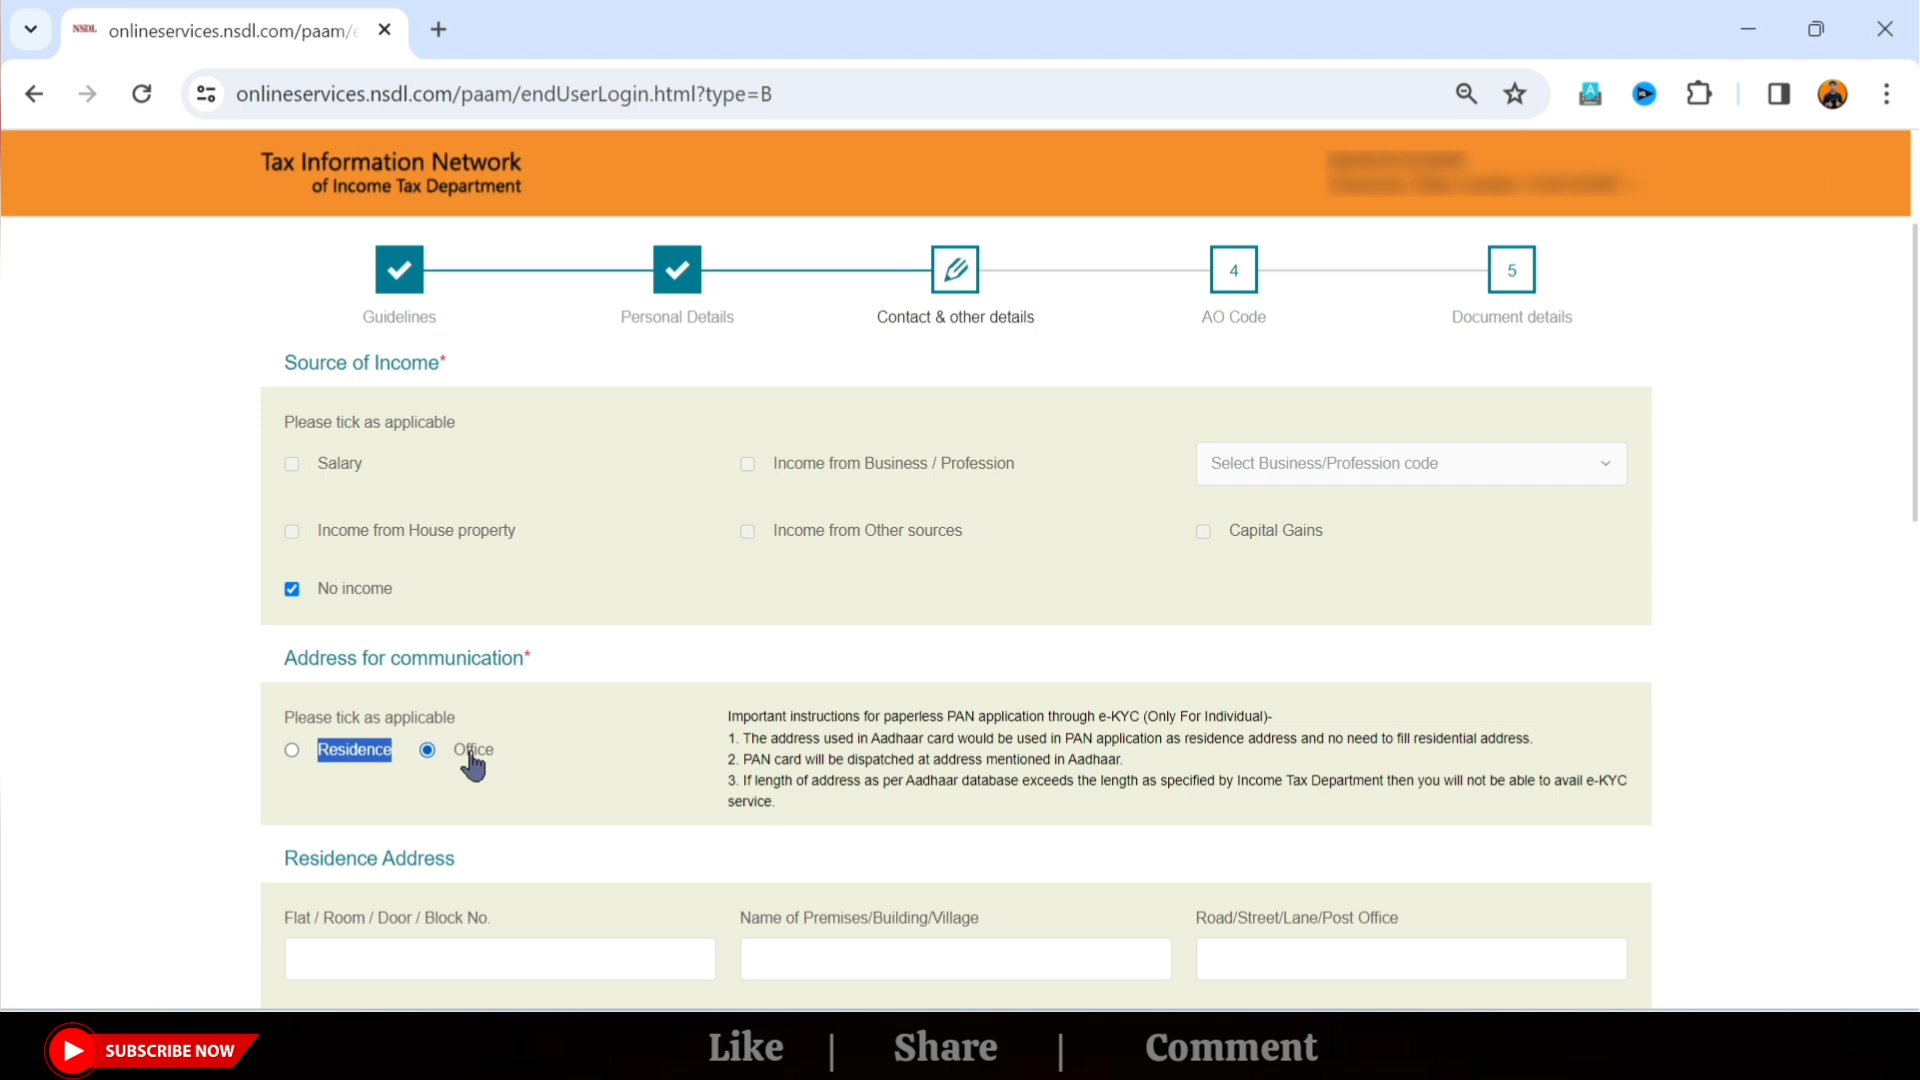 NSDL onlineservices.nsdl.com/paam/
onlineservices.nsdl.com/paam/endUserLogin.html?type=B
Tax Information Network
of Income Tax Department
4
5
Guidelines
Personal Details
Contact & other details
AO Code
Document details
Source of Income*
Please tick as applicable
Salary
Income from Business / Profession
Select Business/Profession code
Income from House property
Income from Other sources
Capital Gains
No income
Address for communication*
Please tick as applicable
Residence
Office
Important instructions for paperless PAN application through e-KYC (Only For Individual)-
1. The address used in Aadhaar card would be used in PAN application as residence address and no need to fill residential address.
2. PAN card will be dispatched at address mentioned in Aadhaar.
3. If length of address as per Aadhaar database exceeds the length as specified by Income Tax Department then you will not be able to avail e-KYC
service.
Residence Address
Flat / Room / Door / Block No.
Name of Premises/Building/Village
Road/Street/Lane/Post Office
SUBSCRIBE NOW
Like | Share | Comment